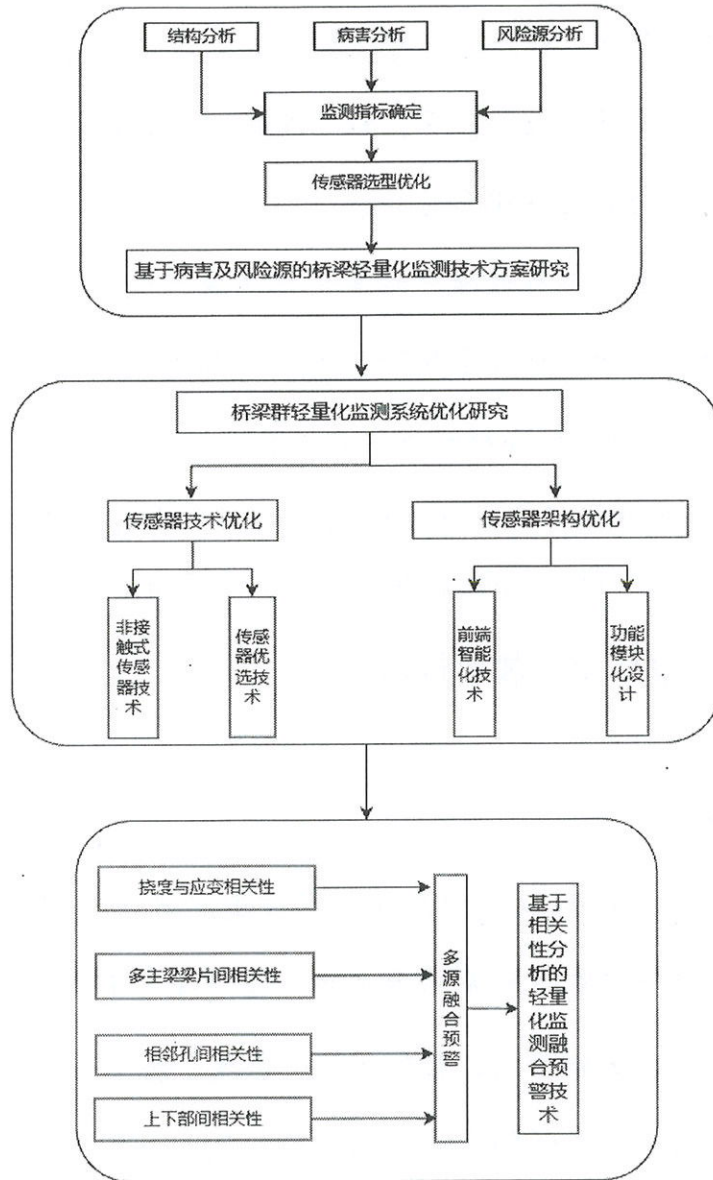 结构分析
病害分析
风险源分析
监测指标确定
传感器选型优化
基于病害及风险源的桥梁轻量化监测技术方案研究
桥梁群轻量化监测系统优化研究
传感器技术优化
传感器架构优化
非接
触式
传感
器技
术
传感
器优
选技
术
前端
智能
化技
术
功能
模块
化设
计
挠度与应变相关性
多主梁梁片间相关性
相邻孔间相关性
上下部间相关性
多
源
融
合
预
警
基于
相关
性分
析的
轻量
化监
测融
合预
警技
术